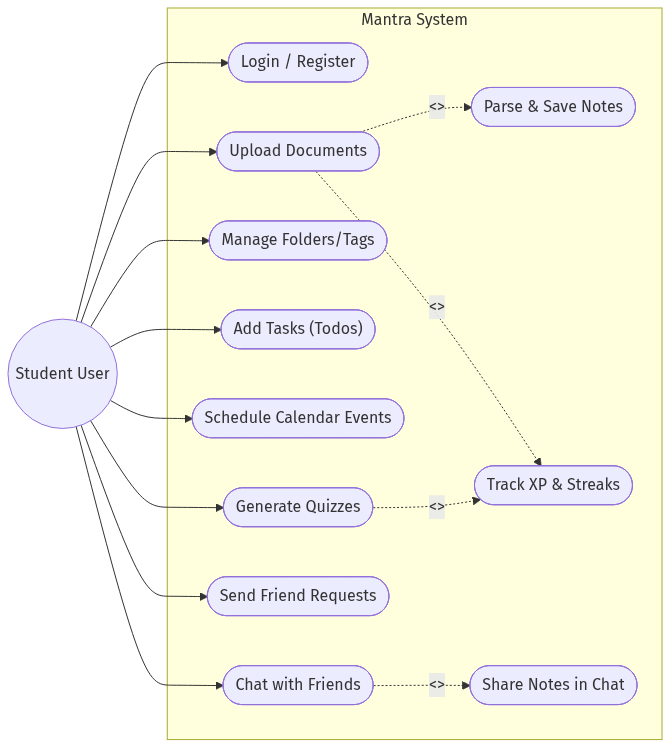 Mantra System
Login / Register
<>
Parse & Save Notes
Upload Documents
Manage Folders/Tags
<>
Add Tasks (Todos)
Student User
Schedule Calendar Events
Track XP & Streaks
Generate Quizzes
<>
Send Friend Requests
Chat with Friends
<>
Share Notes in Chat